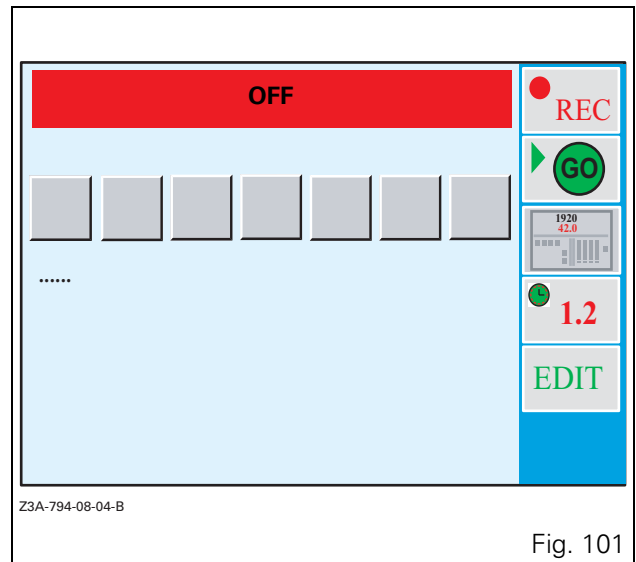 OFF
REC
GO
1920
42.0
......
1.2
EDIT
Z3A-794-08-04-B
Fig. 101